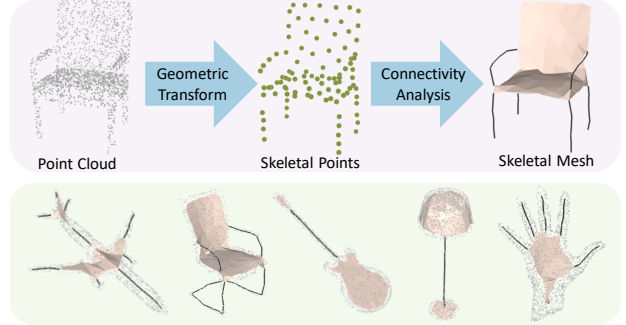 Geometric
Transform
Connectivity
Analysis
Point Cloud
Skeletal Points
Skeletal Mesh